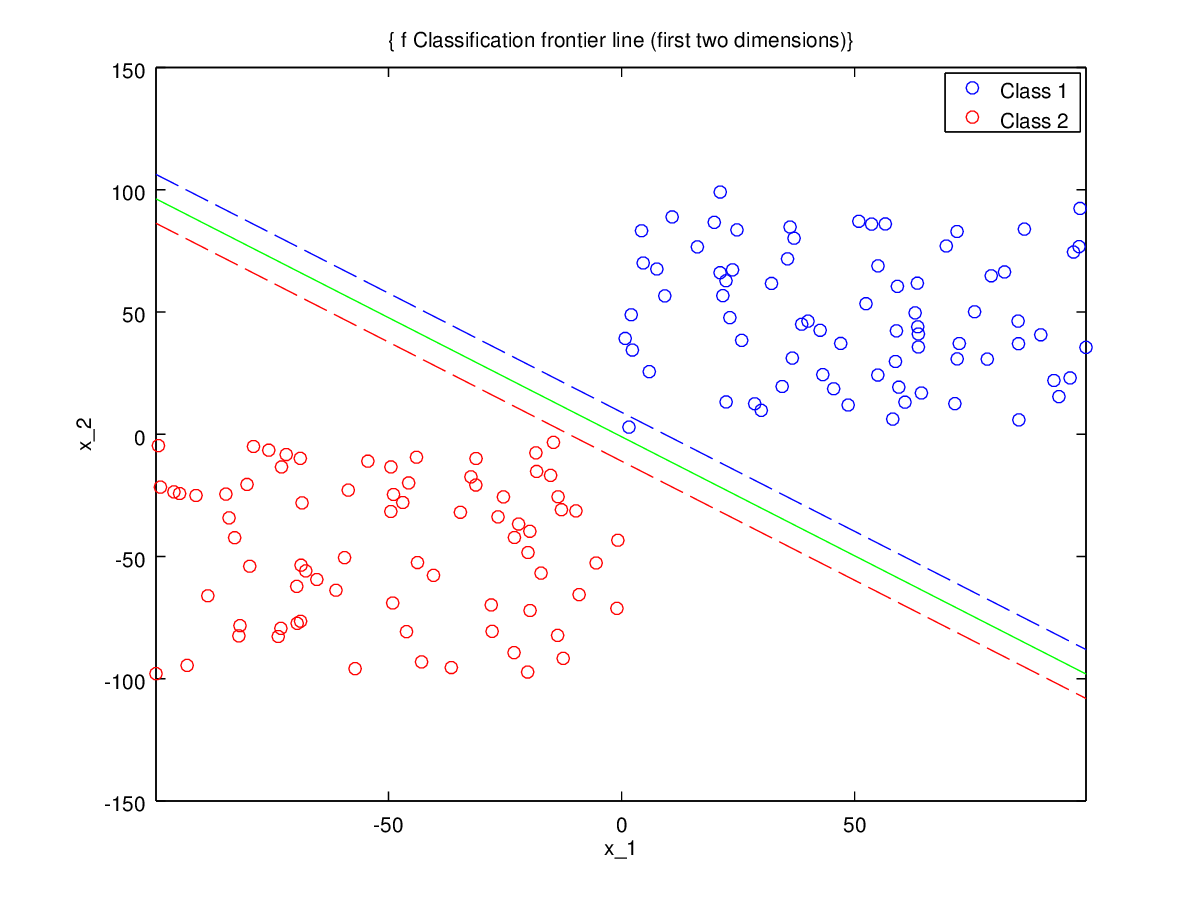 { f Classification frontier line (first two dimensions)}
150
100
50
0
-50
-100
-150
x_2
Class 1
Class 2
-50
0
50
x_1